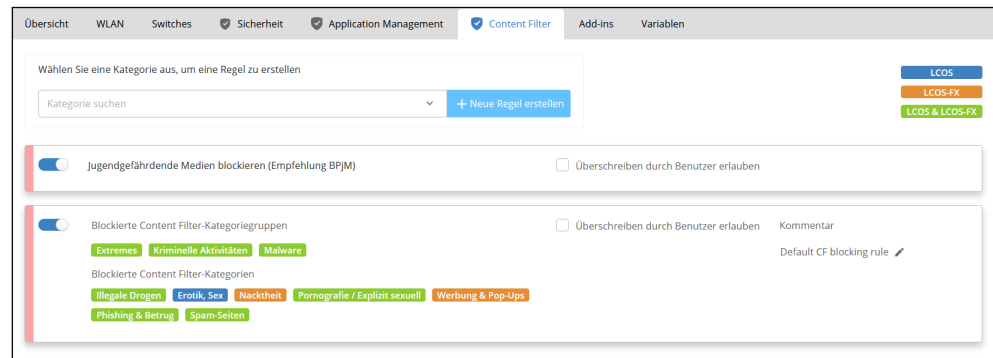 Übersicht WLAN Switches Sicherheit Application Management Content Filter Add-ins Variablen
Wählen Sie eine Kategorie aus, um eine Regel zu erstellen
Kategorie suchen
+ Neue Regel erstellen
LCOS
LCOS-FX
LCOS & LCOS-FX
Jugendgefährdende Medien blockieren (Empfehlung BPjM) Überschreiben durch Benutzer erlauben
Blockierte Content Filter-Kategoriegruppen Überschreiben durch Benutzer erlauben Kommentar
Extremes Kriminelle Aktivitäten Malware Default CF blocking rule
Blockierte Content Filter-Kategorien
Illegale Drogen Erotik, Sex Nacktheit Pornografie / Explizit sexuell Werbung & Pop-Ups
Phishing & Betrug Spam-Seiten